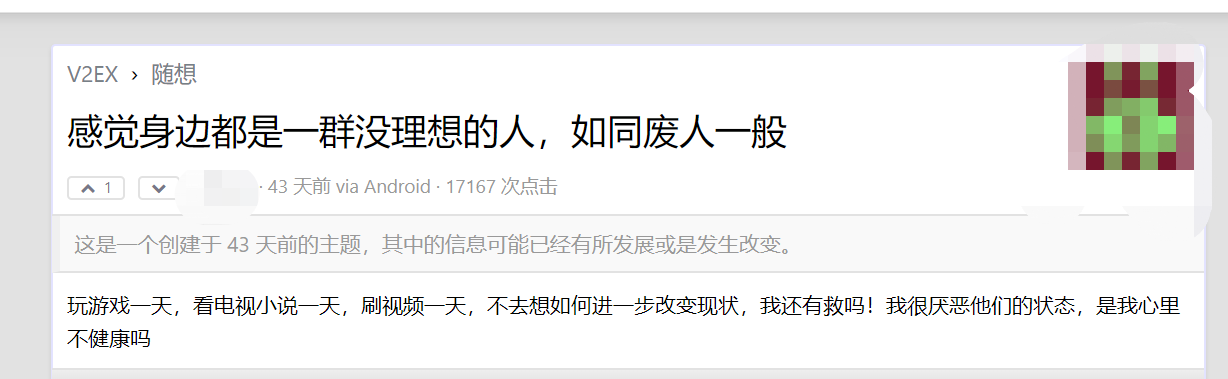 V2EX › 随想
感觉身边都是一群没理想的人，如同废人一般
1 · 43 天前 via Android · 17167 次点击
这是一个创建于 43 天前的主题，其中的信息可能已经有所发展或是发生改变。
玩游戏一天，看电视小说一天，刷视频一天，不去想如何进一步改变现状，我还有救吗！我很厌恶他们的状态，是我心里
不健康吗